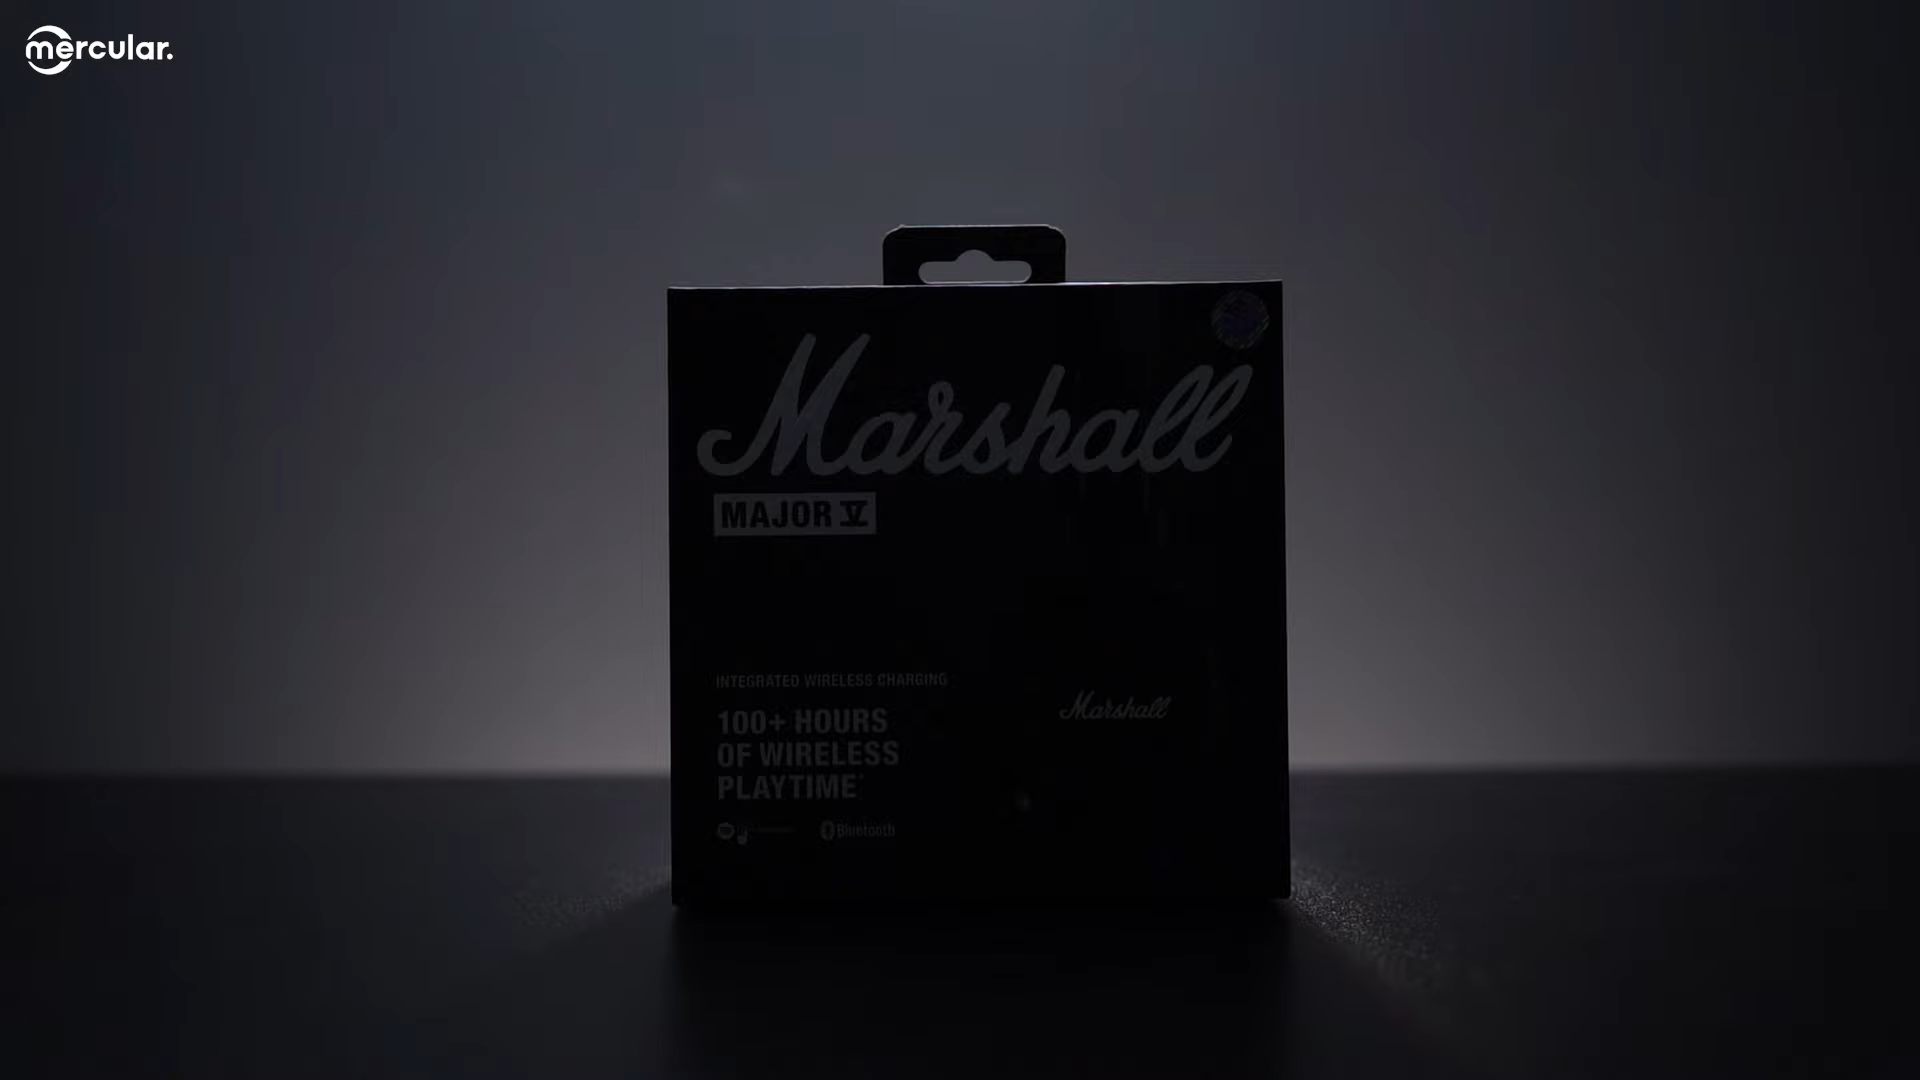 mercular.
Marshall
MAJOR V
INTEGRATED WIRELESS CHARGING
100+ HOURS
OF WIRELESS
PLAYTIME*
Marshall
Bluetooth